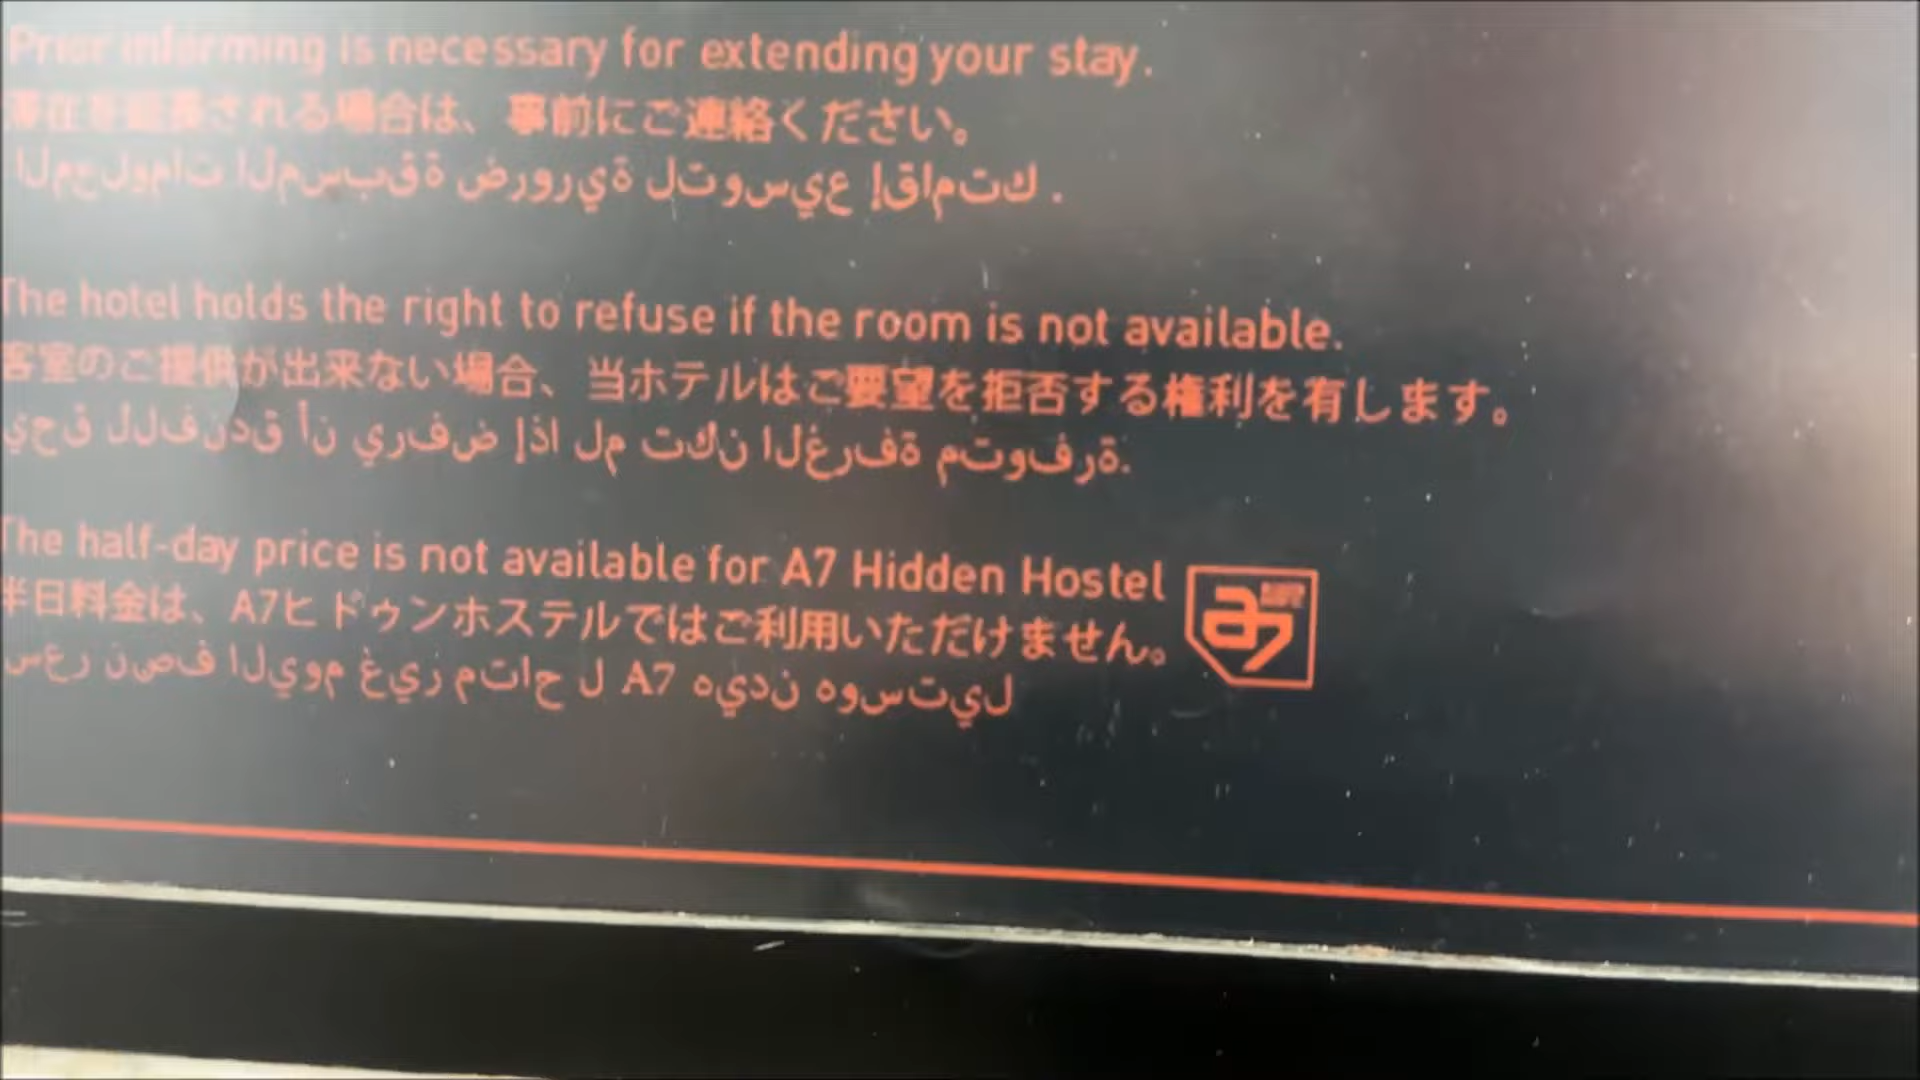 Prior informing is necessary for extending your stay.
滞在を延長される場合は、事前にご連絡ください。
المعلومات المسبقة ضرورية لتوسيع إقامتك .
The hotel holds the right to refuse if the room is not available.
客室のご提供が出来ない場合、当ホテルはご要望を拒否する権利を有します。
يحق للفندق أن يرفض إذا لم تكن الغرفة متوفرة.
The half-day price is not available for A7 Hidden Hostel
半日料金は、A7ヒドゥンホステルではご利用いただけません。
سعر نصف اليوم غير متاح ل A7 هيدن هوستيل
a7